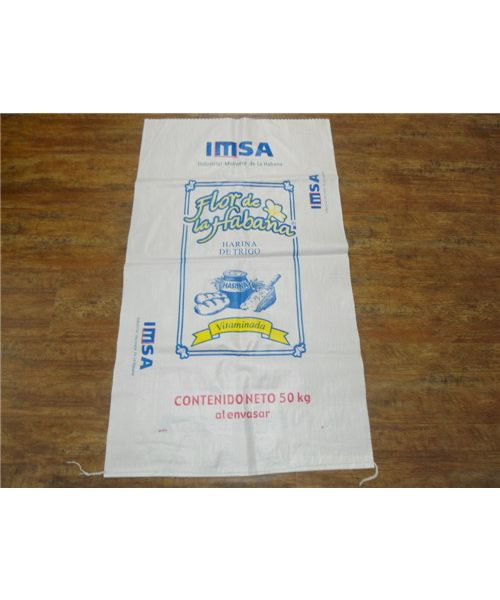 IMSA
Industrial Molinera de la Habana
IMSA
Flor de
la Habana
HARINA
DE TRIGO
HARINA
Vitaminada
IMSA
CONTENIDO NETO 50 kg
al envasar